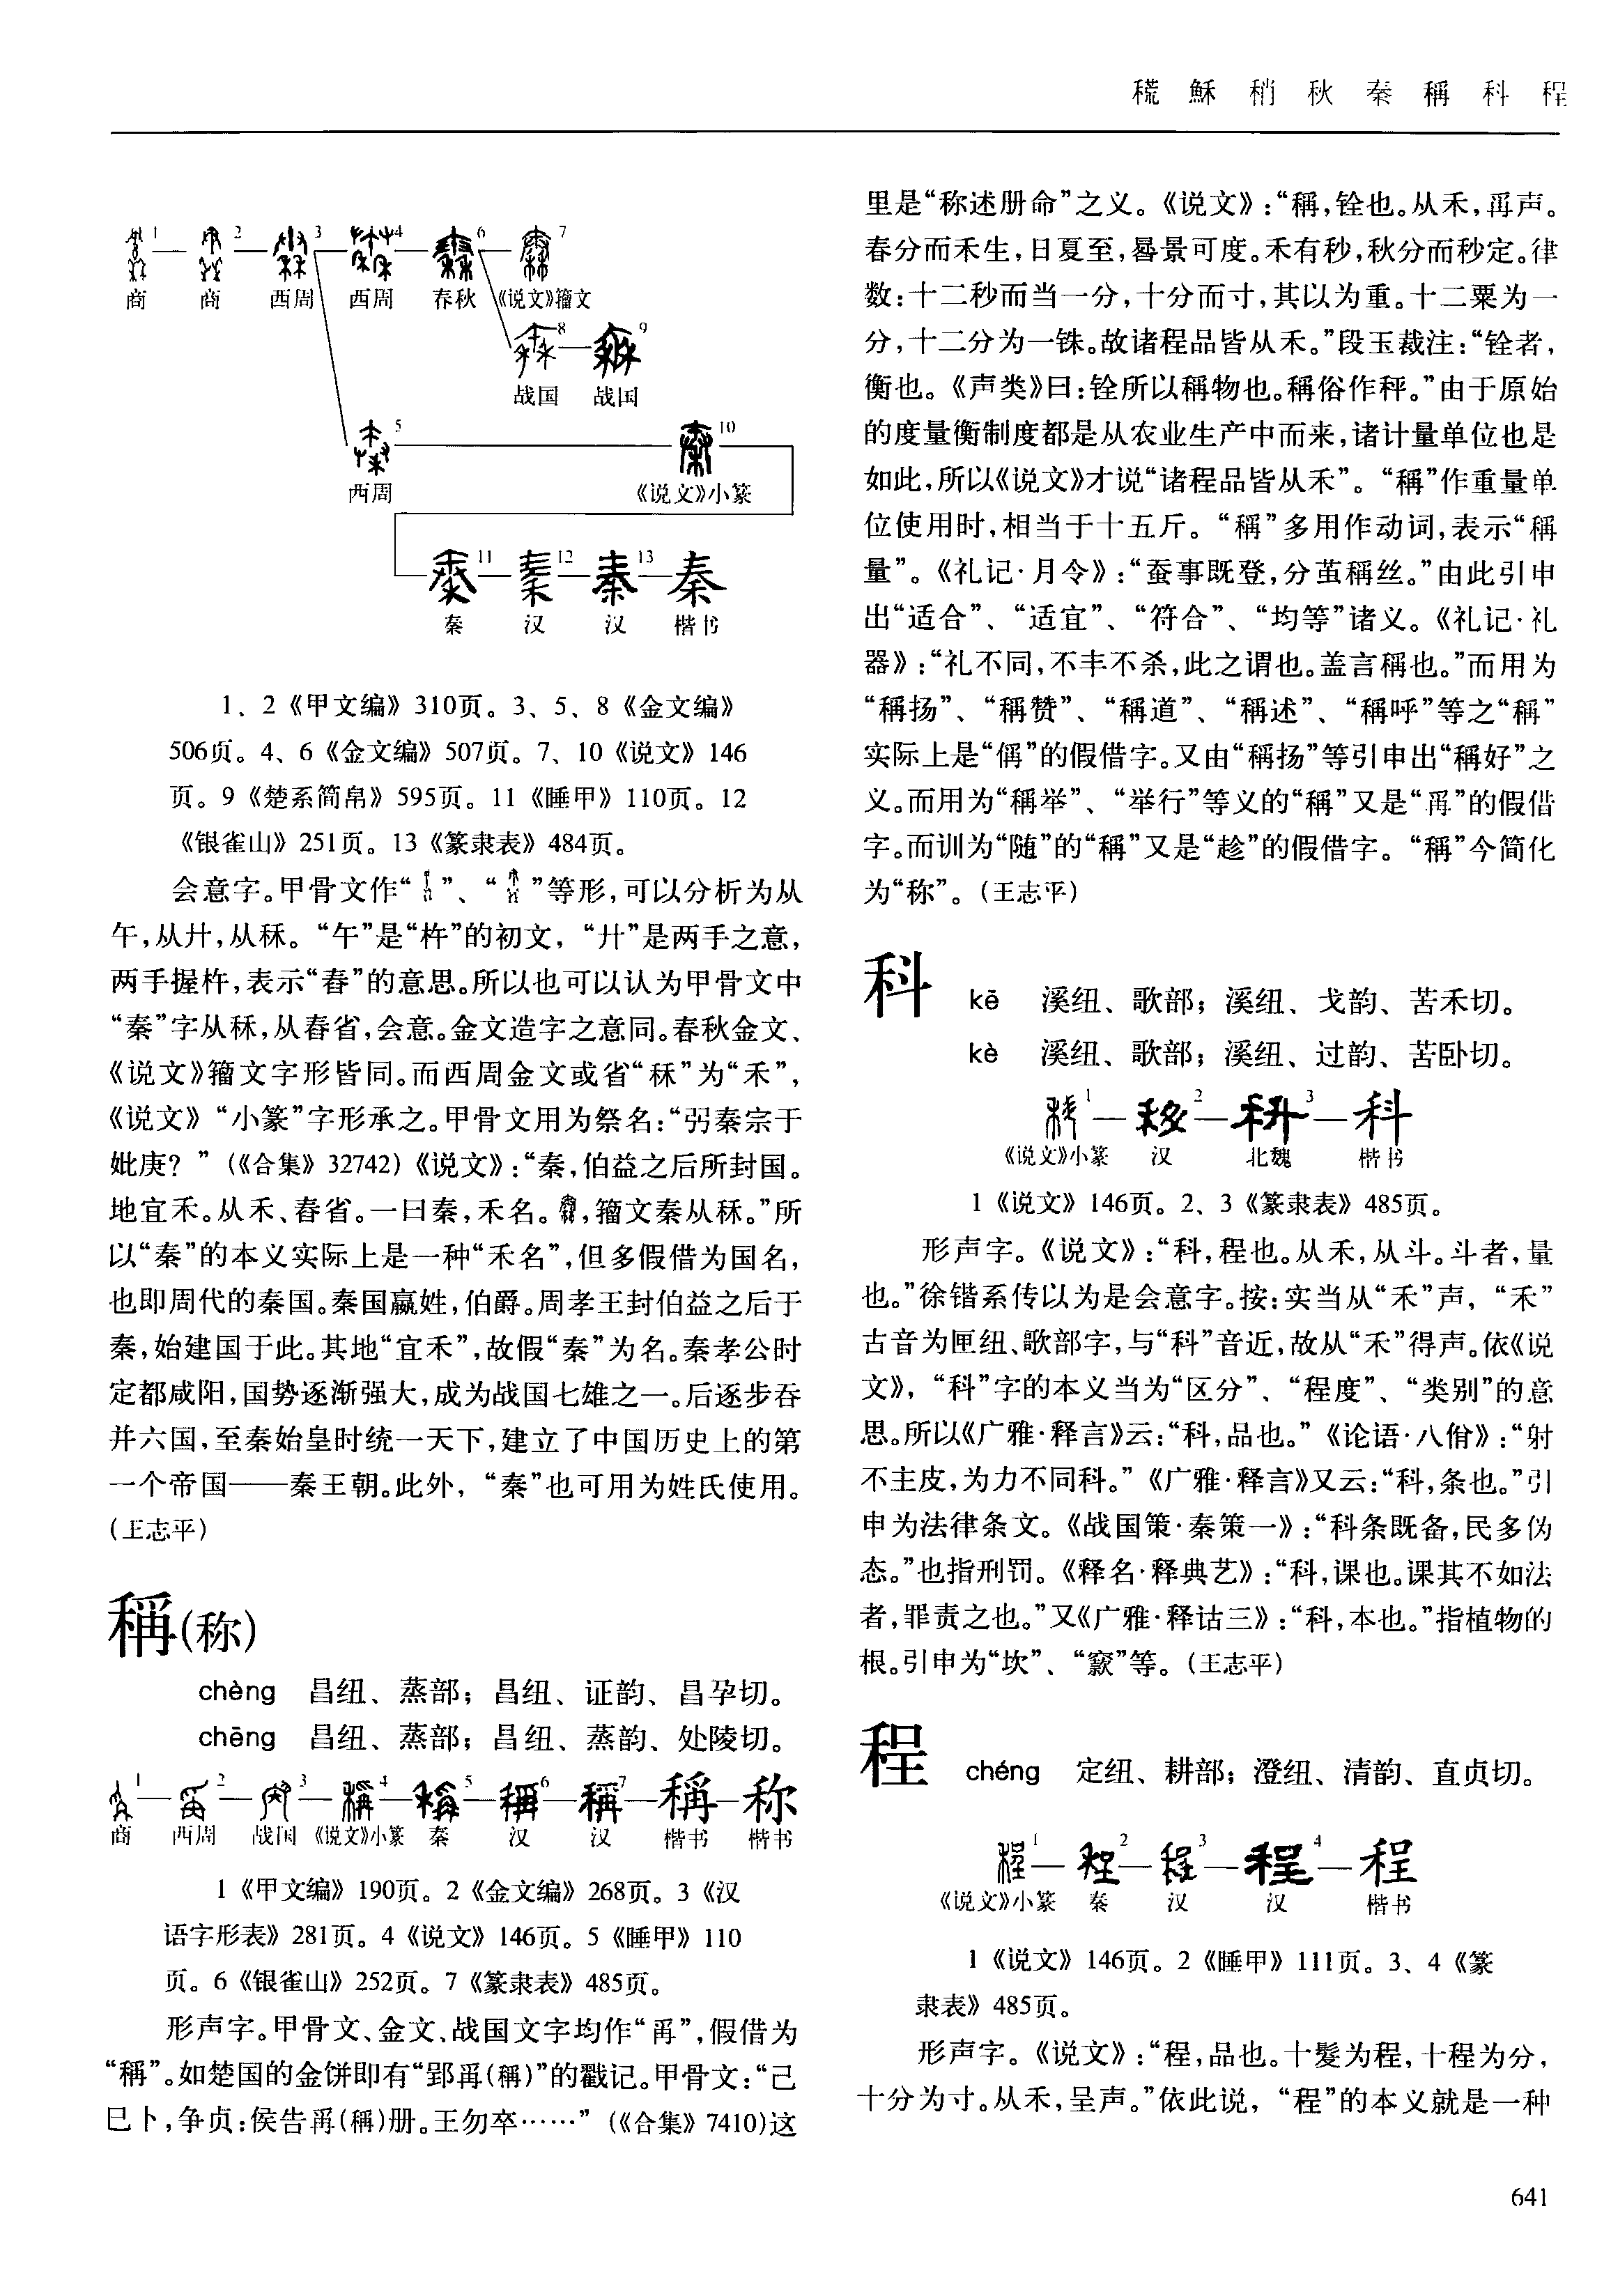 穖 穌 稍 秋 秦 稱 科 程
1 2 3 4 6 7
商 商 西周 西周 春秋 《说文》籀文
8 9
战国 战国
5 10
西周 《说文》小篆
11 12 13 秦
秦 汉 汉 楷书
1、2《甲文编》310页。3、5、8《金文编》
506页。4、6《金文编》507页。7、10《说文》146
页。9《楚系简帛》595页。11《睡甲》110页。12
《银雀山》251页。13《篆隶表》484页。
会意字。甲骨文作“ ”、“ ”等形，可以分析为从
午，从廾，从秝。“午”是“杵”的初文，“廾”是两手之意，
两手握杵，表示“舂”的意思。所以也可以认为甲骨文中
“秦”字从秝，从舂省，会意。金文造字之意同。春秋金文、
《说文》籀文字形皆同。而西周金文或省“秝”为“禾”，
《说文》“小篆”字形承之。甲骨文用为祭名：“弜秦宗于
妣庚？”（《合集》32742）《说文》：“秦，伯益之后所封国。
地宜禾。从禾、舂省。一曰秦，禾名。 ，籀文秦从秝。”所
以“秦”的本义实际上是一种“禾名”，但多假借为国名，
也即周代的秦国。秦国嬴姓，伯爵。周孝王封伯益之后于
秦，始建国于此。其地“宜禾”，故假“秦”为名。秦孝公时
定都咸阳，国势逐渐强大，成为战国七雄之一。后逐步吞
并六国，至秦始皇时统一天下，建立了中国历史上的第
一个帝国——秦王朝。此外，“秦”也可用为姓氏使用。
（王志平）
稱（称）
chèng 昌纽、蒸部；昌纽、证韵、昌孕切。
chēng 昌纽、蒸部；昌纽、蒸韵、处陵切。
1 2 3 4 5 6 7 稱 称
商 西周 战国 《说文》小篆 秦 汉 汉 楷书 楷书
1《甲文编》190页。2《金文编》268页。3《汉
语字形表》281页。4《说文》146页。5《睡甲》110
页。6《银雀山》252页。7《篆隶表》485页。
形声字。甲骨文、金文、战国文字均作“爯”，假借为
“稱”。如楚国的金饼即有“郢爯（稱）”的戳记。甲骨文：“己
巳卜，争贞：侯告爯（稱）册。王勿卒……”（《合集》7410）这
里是“称述册命”之义。《说文》：“稱，铨也。从禾，爯声。
春分而禾生，日夏至，晷景可度。禾有秒，秋分而秒定。律
数：十二秒而当一分，十分而寸，其以为重。十二粟为一
分，十二分为一铢。故诸程品皆从禾。”段玉裁注：“铨者，
衡也。《声类》曰：铨所以稱物也。稱俗作秤。”由于原始
的度量衡制度都是从农业生产中而来，诸计量单位也是
如此，所以《说文》才说“诸程品皆从禾”。“稱”作重量单
位使用时，相当于十五斤。“稱”多用作动词，表示“稱
量”。《礼记·月令》：“蚕事既登，分茧稱丝。”由此引申
出“适合”、“适宜”、“符合”、“均等”诸义。《礼记·礼
器》：“礼不同，不丰不杀，此之谓也。盖言稱也。”而用为
“稱扬”、“稱赞”、“稱道”、“稱述”、“稱呼”等之“稱”
实际上是“偁”的假借字。又由“稱扬”等引申出“稱好”之
义。而用为“稱举”、“举行”等义的“稱”又是“爯”的假借
字。而训为“随”的“稱”又是“趁”的假借字。“稱”今简化
为“称”。（王志平）
科 kē 溪纽、歌部；溪纽、戈韵、苦禾切。
kè 溪纽、歌部；溪纽、过韵、苦卧切。
1 2 3 科
《说文》小篆 汉 北魏 楷书
1《说文》146页。2、3《篆隶表》485页。
形声字。《说文》：“科，程也。从禾，从斗。斗者，量
也。”徐锴系传以为是会意字。按：实当从“禾”声，“禾”
古音为匣纽、歌部字，与“科”音近，故从“禾”得声。依《说
文》，“科”字的本义当为“区分”、“程度”、“类别”的意
思。所以《广雅·释言》云：“科，品也。”《论语·八佾》：“射
不主皮，为力不同科。”《广雅·释言》又云：“科，条也。”引
申为法律条文。《战国策·秦策一》：“科条既备，民多伪
态。”也指刑罚。《释名·释典艺》：“科，课也。课其不如法
者，罪责之也。”又《广雅·释诂三》：“科，本也。”指植物的
根。引申为“坎”、“窾”等。（王志平）
程 chéng 定纽、耕部；澄纽、清韵、直贞切。
1 2 3 4 程
《说文》小篆 秦 汉 汉 楷书
1《说文》146页。2《睡甲》111页。3、4《篆
隶表》485页。
形声字。《说文》：“程，品也。十髮为程，十程为分，
十分为寸。从禾，呈声。”依此说，“程”的本义就是一种
641